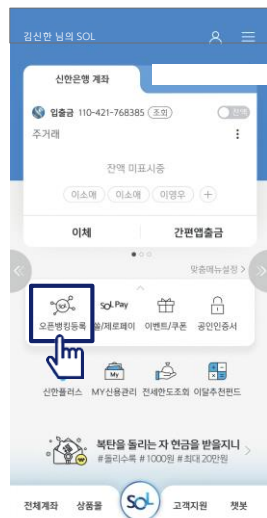 김신한 님의 SOL
신한은행 계좌
입출금 110-421-768385 조회
잔액
주거래
잔액 미표시중
이소애 이소애 이영우 +
이체 간편앱출금
맞춤메뉴설정 >
오픈뱅킹등록 쏠/제로페이 이벤트/쿠폰 공인인증서
SOL
SOL Pay
My
신한플러스 MY신용관리 전세한도조회 이달추천펀드
복탄을 돌리는 자 현금을 받을지니
#돌리수록 #1000원 #최대 20만원
전체계좌 상품몰 SOL 고객지원 챗봇